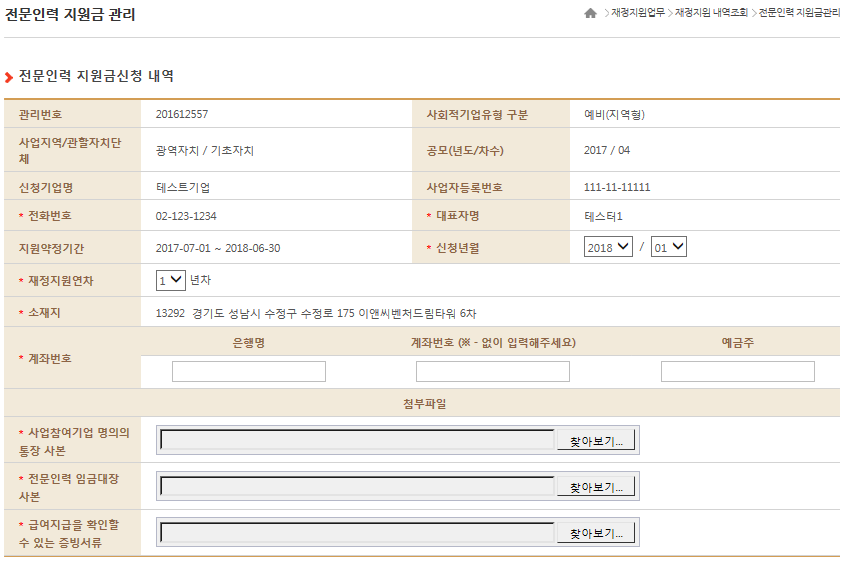 전문인력 지원금 관리
재정지원업무 > 재정지원 내역조회 > 전문인력 지원금관리
전문인력 지원금신청 내역
관리번호 201612557 사회적기업유형 구분 예비(지역형)
사업지역/관할자치단
체 광역자치 / 기초자치 공모(년도/차수) 2017 / 04
신청기업명 테스트기업 사업자등록번호 111-11-11111
* 전화번호 02-123-1234 * 대표자명 테스터1
지원약정기간 2017-07-01 ~ 2018-06-30 * 신청년월 2018 / 01
* 재정지원연차 1 년차
* 소재지 13292 경기도 성남시 수정구 수정로 175 이앤씨벤처드림타워 6차
* 계좌번호 은행명 계좌번호 (※ - 없이 입력해주세요) 예금주
첨부파일
* 사업참여기업 명의의
통장 사본 찾아보기...
* 전문인력 임금대장
사본 찾아보기...
* 급여지급을 확인할
수 있는 증빙서류 찾아보기...